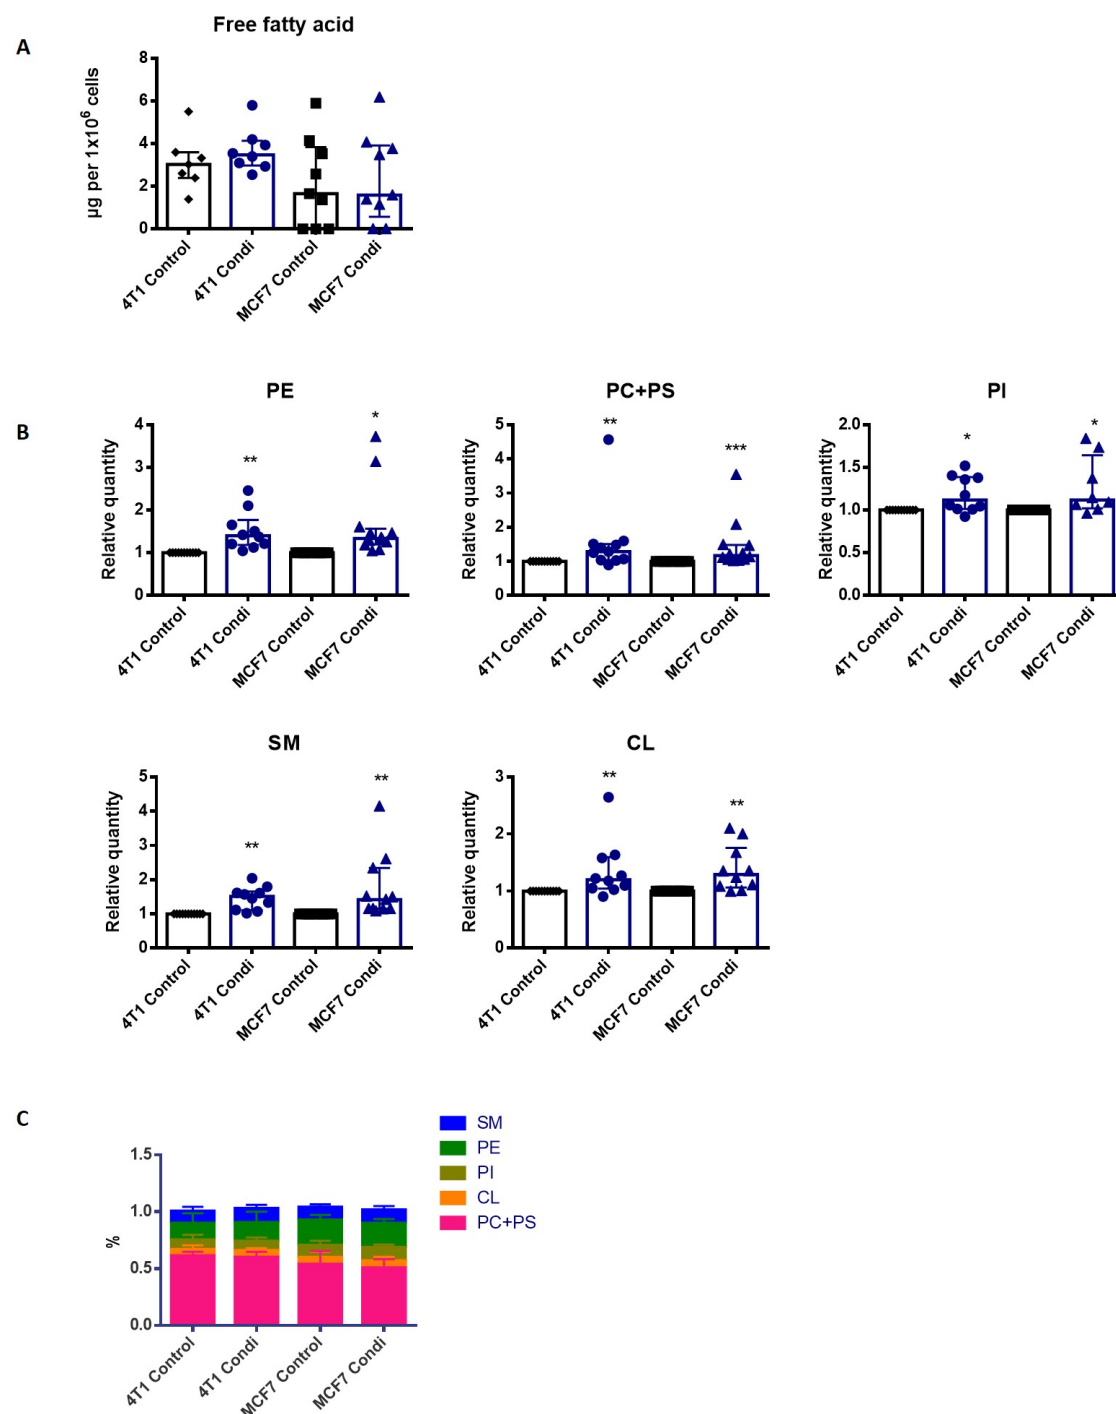 Free fatty acid
A
µg per 1x10⁶ cells
8
6
4
2
0
4T1 Control
4T1 Condi
MCF7 Control
MCF7 Condi
B
PE
Relative quantity
4
3
2
1
0
**
*
4T1 Control
4T1 Condi
MCF7 Control
MCF7 Condi
PC+PS
Relative quantity
5
4
3
2
1
0
**
***
4T1 Control
4T1 Condi
MCF7 Control
MCF7 Condi
PI
Relative quantity
2.0
1.5
1.0
0.5
0.0
*
*
4T1 Control
4T1 Condi
MCF7 Control
MCF7 Condi
SM
Relative quantity
5
4
3
2
1
0
**
**
4T1 Control
4T1 Condi
MCF7 Control
MCF7 Condi
CL
Relative quantity
3
2
1
0
**
**
4T1 Control
4T1 Condi
MCF7 Control
MCF7 Condi
C
SM
PE
PI
CL
PC+PS
%
1.5
1.0
0.5
0.0
4T1 Control
4T1 Condi
MCF7 Control
MCF7 Condi